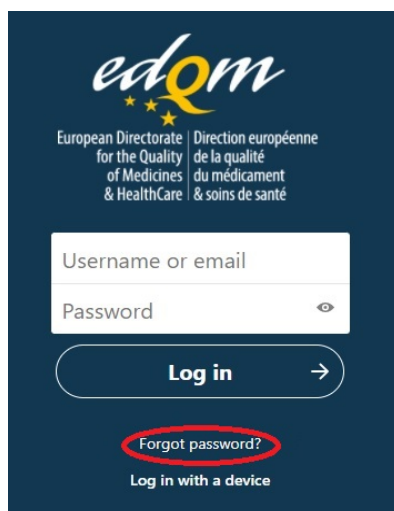 edQm
European Directorate
for the Quality
of Medicines
& HealthCare
Direction européenne
de la qualité
du médicament
& soins de santé
Username or email
Password
Log in
Forgot password?
Log in with a device